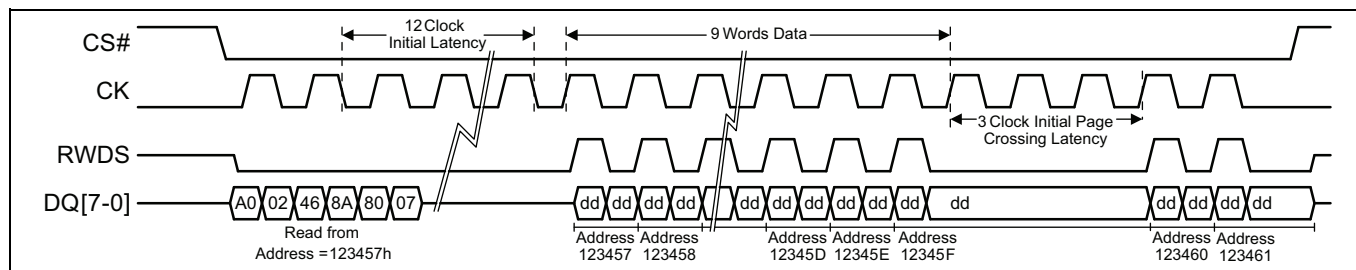 CS#
12 Clock
Initial Latency
9 Words Data
CK
3 Clock Initial Page
Crossing Latency
RWDS
DQ[7-0]
A0 02 46 8A 80 07
dd dd dd dd dd dd dd dd dd dd dd dd dd dd dd
Read from
Address =123457h
Address
123457
Address
123458
Address
12345D
Address
12345E
Address
12345F
Address
123460
Address
123461